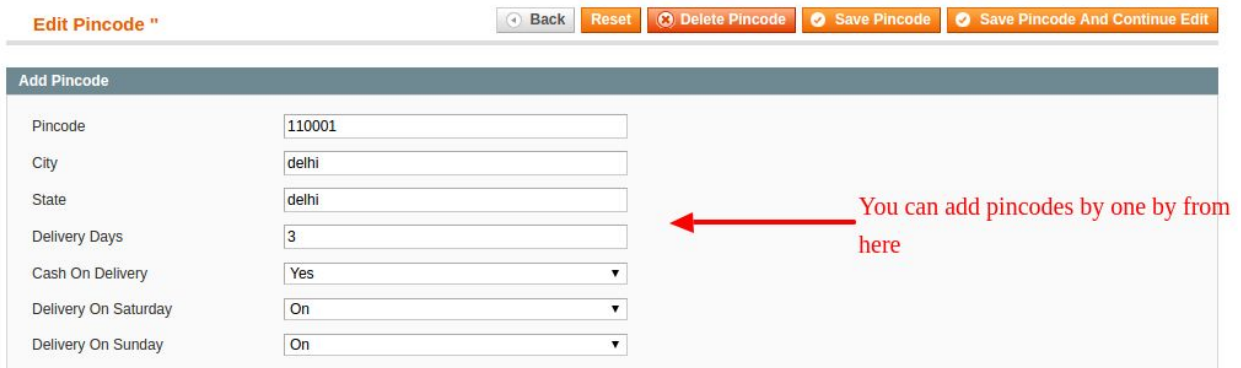 Edit Pincode "
Back Reset Delete Pincode Save Pincode Save Pincode And Continue Edit
Add Pincode
Pincode 110001
City delhi
State delhi
Delivery Days 3
Cash On Delivery Yes
Delivery On Saturday On
Delivery On Sunday On
You can add pincodes by one by from
here